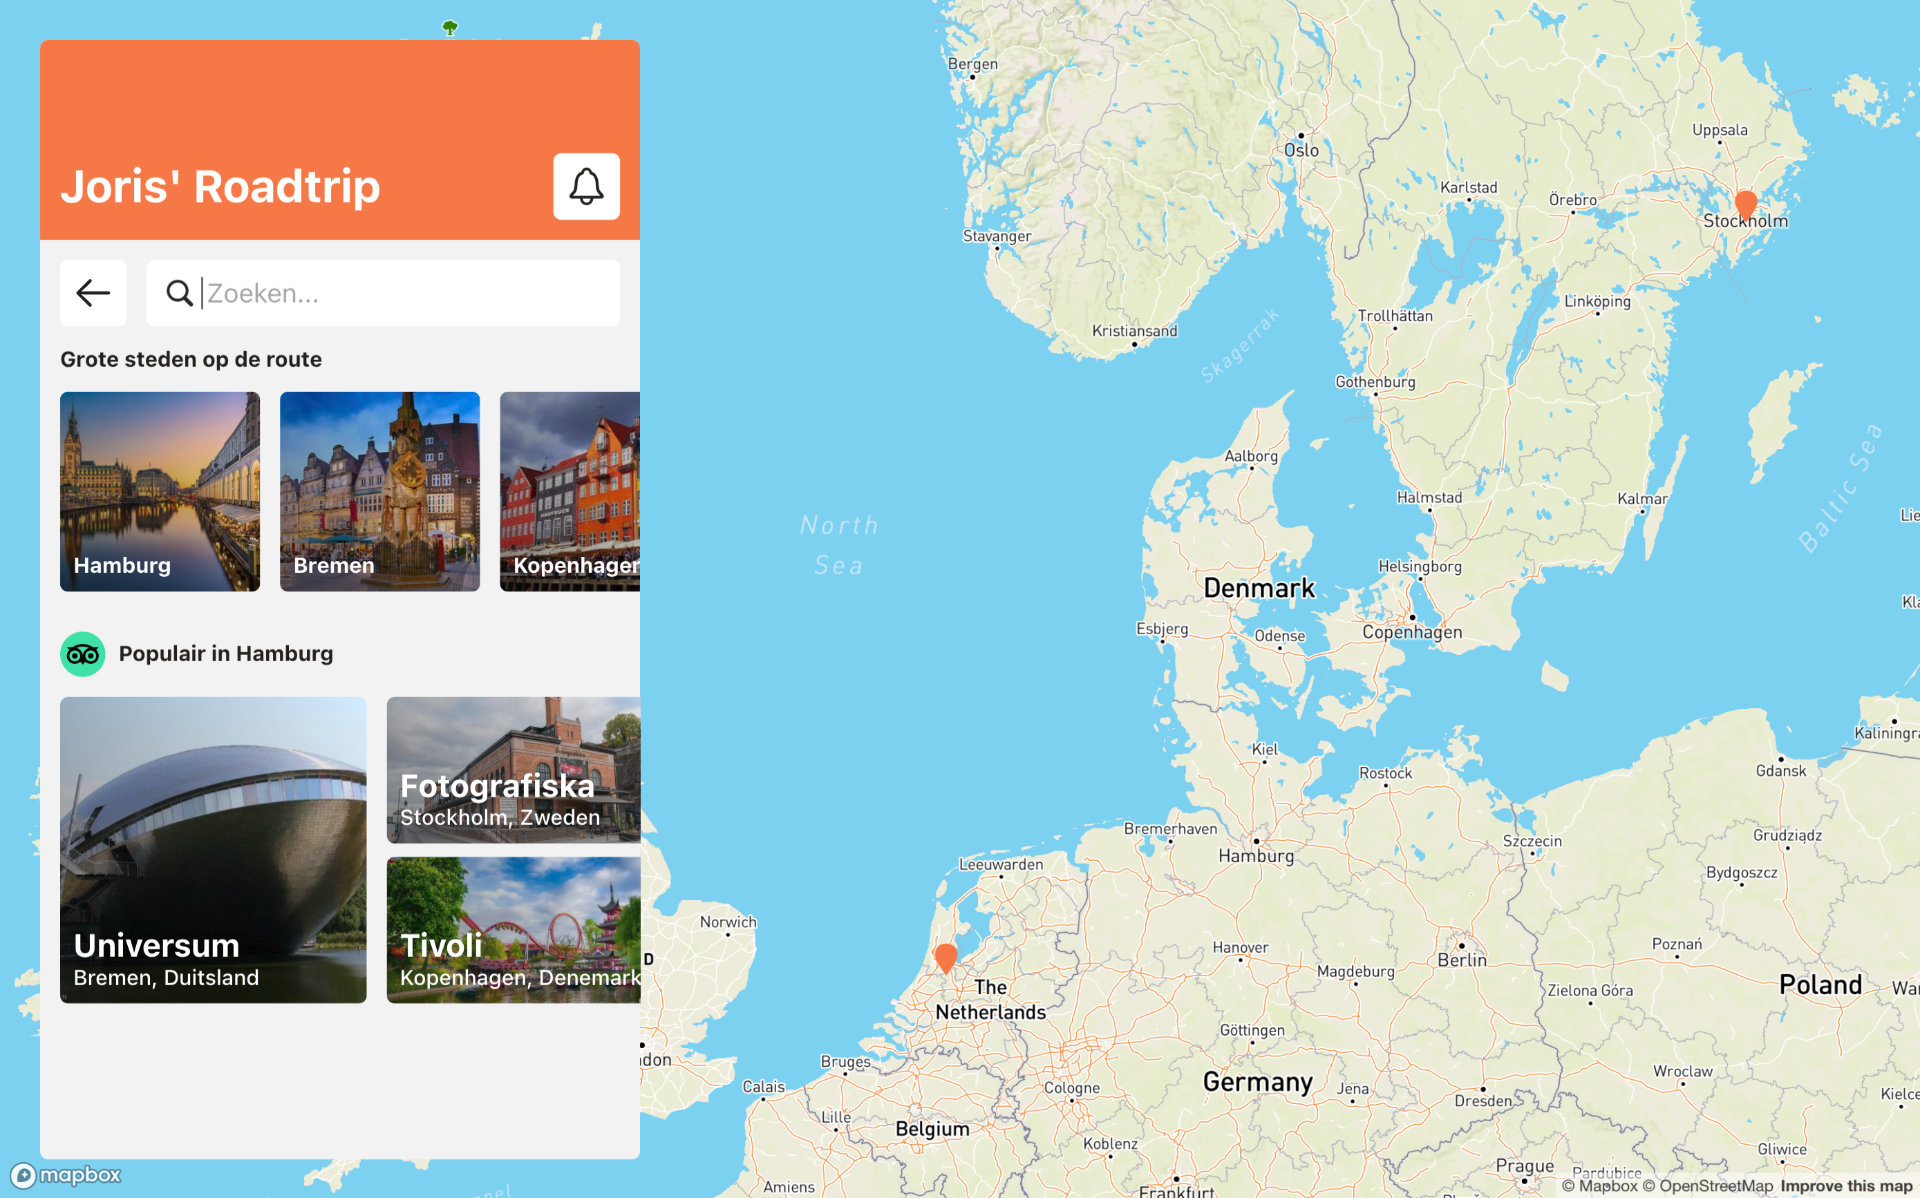 Joris' Roadtrip
Zoeken...
Grote steden op de route
Hamburg
Bremen
Kopenhagen
Populair in Hamburg
Universum
Bremen, Duitsland
Fotografiska
Stockholm, Zweden
Tivoli
Kopenhagen, Denemark
mapbox
Bergen
Oslo
Uppsala
Karlstad
Örebro
Stockholm
Stavanger
Linköping
Trollhättan
Kristiansand
Skagerrak
Gothenburg
Aalborg
Halmstad
Kalmar
Baltic Sea
Lie
North
Sea
Helsingborg
Denmark
Kla
Esbjerg
Odense
Copenhagen
Kaliningra
Kiel
Rostock
Gdansk
Bremerhaven
Hamburg
Szczecin
Grudziądz
Leeuwarden
Bydgoszcz
Norwich
D
Hanover
Berlin
Poznań
Magdeburg
The
Netherlands
Zielona Góra
Poland
Wa
Göttingen
don
Bruges
Calais
Cologne
Germany
Jena
Wroclaw
Dresden
Kielce
Lille
Belgium
Koblenz
Gliwice
Prague
Pardubice
Amiens
Frankfurt
nel
© Mapbox © OpenStreetMap Improve this map